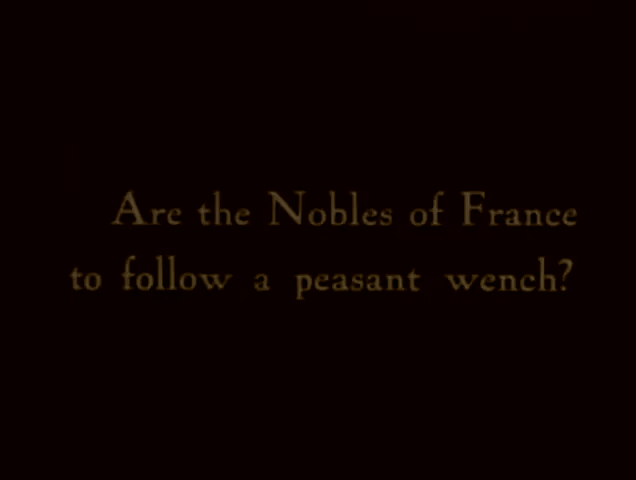 Are the Nobles of France
to follow a peasant wench?